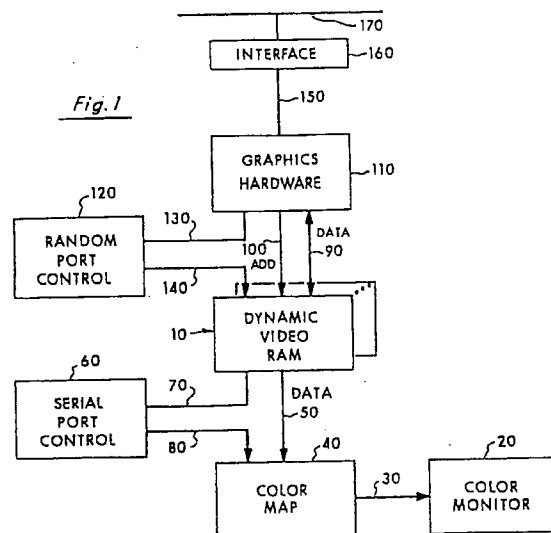 170
INTERFACE
160
Fig. 1
150
GRAPHICS
HARDWARE
110
120
130
DATA
RANDOM
PORT
CONTROL
100
ADD
90
140
10
DYNAMIC
VIDEO
RAM
60
70
DATA
50
SERIAL
PORT
CONTROL
80
40
20
COLOR
MAP
30
COLOR
MONITOR